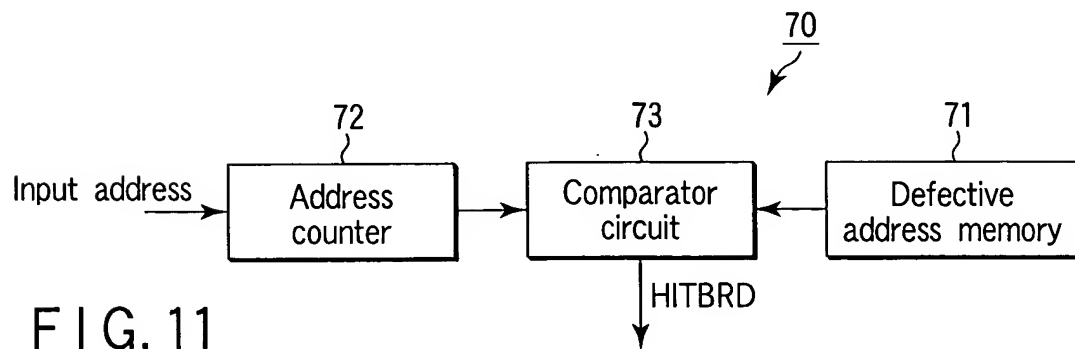 70
72
73
71
Input address
Address
counter
Comparator
circuit
Defective
address memory
HITBRD
FIG. 11